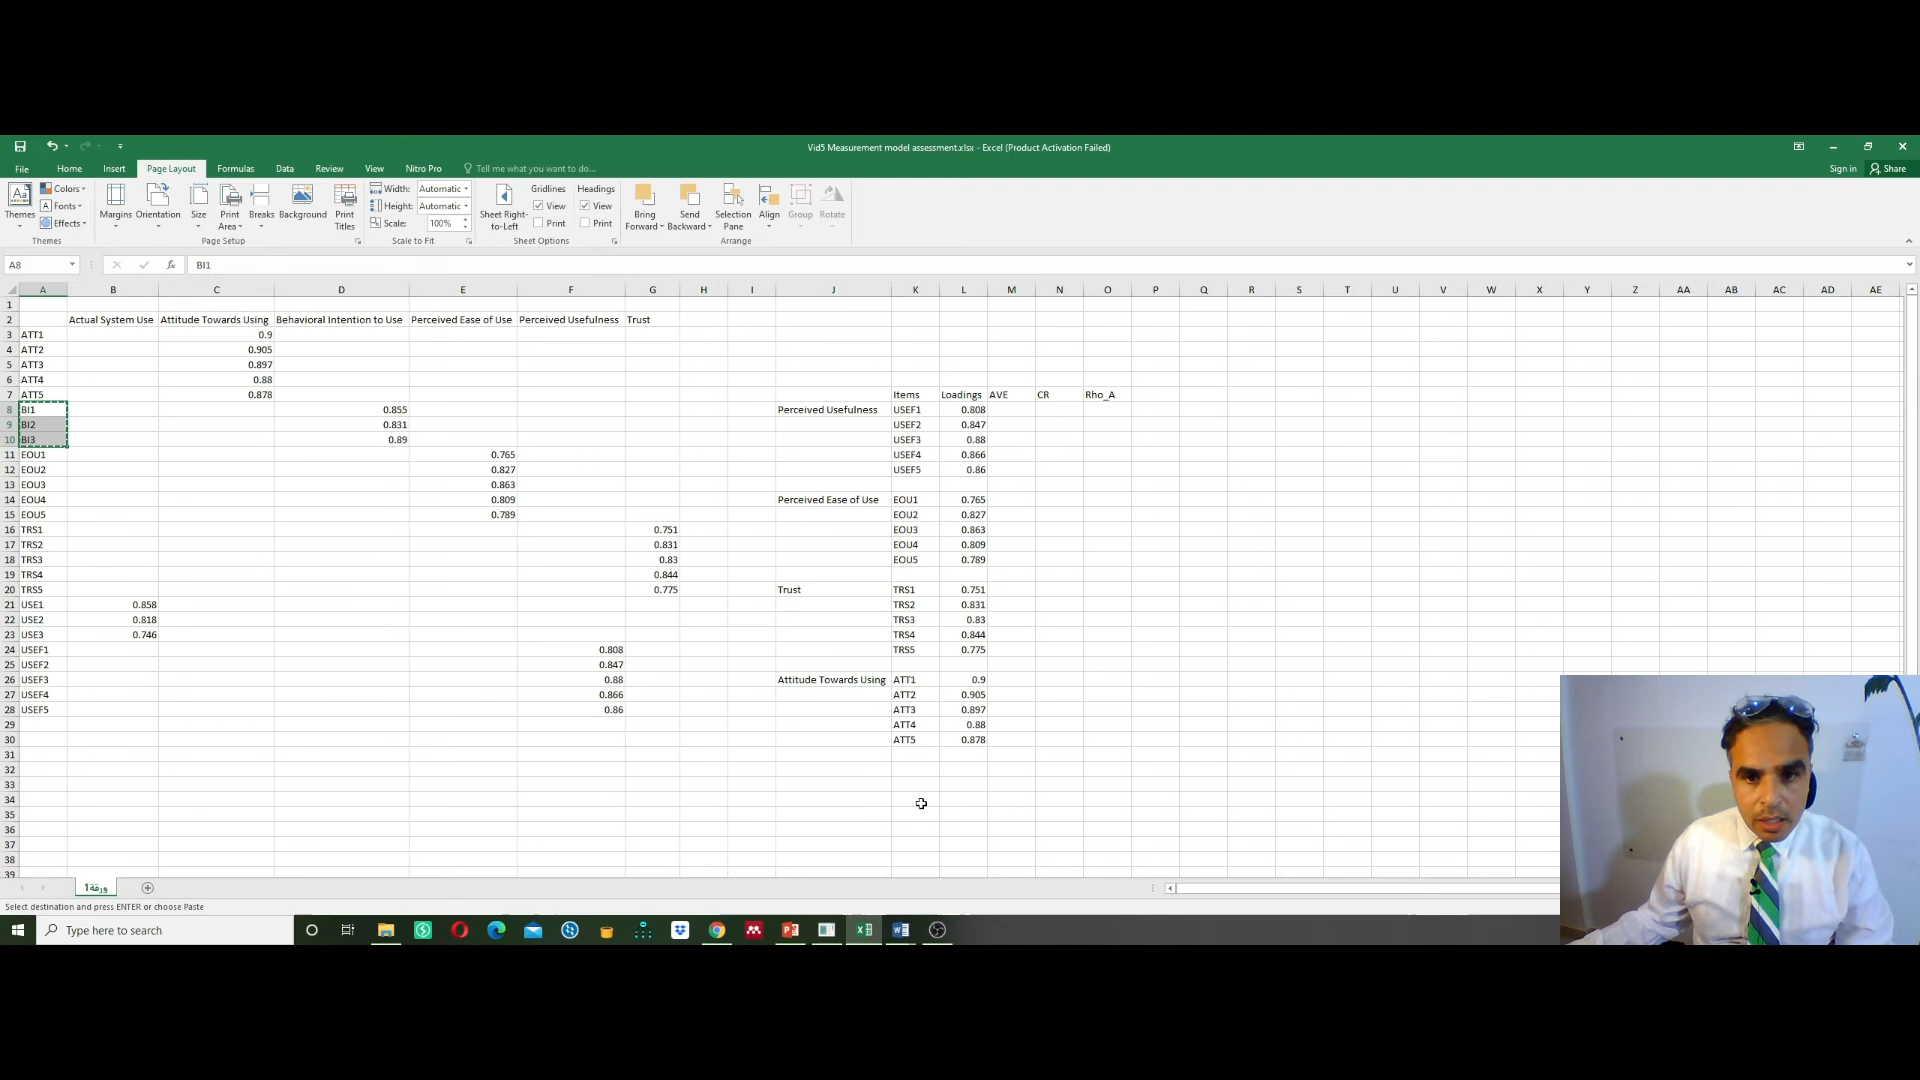 Vid5 Measurement model assessment.xlsx - Excel (Product Activation Failed)
File Home Insert Page Layout Formulas Data Review View Nitro Pro Tell me what you want to do... Sign in Share
Themes Colors Fonts Effects Themes
Margins Orientation Size Print Area Breaks Background Print Titles Page Setup
Width: Automatic Height: Automatic Scale: 100% Scale to Fit
Sheet Right-to-Left Gridlines View Print Headings View Print Sheet Options
Bring Forward Send Backward Selection Pane Align Group Rotate Arrange
A8 fx BI1
A B C D E F G H I J K L M N O P Q R S T U V W X Y Z AA AB AC AD AE
1
2 Actual System Use Attitude Towards Using Behavioral Intention to Use Perceived Ease of Use Perceived Usefulness Trust
3 ATT1 0.9
4 ATT2 0.905
5 ATT3 0.897
6 ATT4 0.88
7 ATT5 0.878 Items Loadings AVE CR Rho_A
8 BI1 0.855 Perceived Usefulness USEF1 0.808
9 BI2 0.831 USEF2 0.847
10 BI3 0.89 USEF3 0.88
11 EOU1 0.765 USEF4 0.866
12 EOU2 0.827 USEF5 0.86
13 EOU3 0.863
14 EOU4 0.809 Perceived Ease of Use EOU1 0.765
15 EOU5 0.789 EOU2 0.827
16 TRS1 0.751 EOU3 0.863
17 TRS2 0.831 EOU4 0.809
18 TRS3 0.83 EOU5 0.789
19 TRS4 0.844
20 TRS5 0.775 Trust TRS1 0.751
21 USE1 0.858 TRS2 0.831
22 USE2 0.818 TRS3 0.83
23 USE3 0.746 TRS4 0.844
24 USEF1 0.808 TRS5 0.775
25 USEF2 0.847
26 USEF3 0.88 Attitude Towards Using ATT1 0.9
27 USEF4 0.866 ATT2 0.905
28 USEF5 0.86 ATT3 0.897
29 ATT4 0.88
30 ATT5 0.878
31
32
33
34
35
36
37
38
39
ورقة1
Select destination and press ENTER or choose Paste
Type here to search